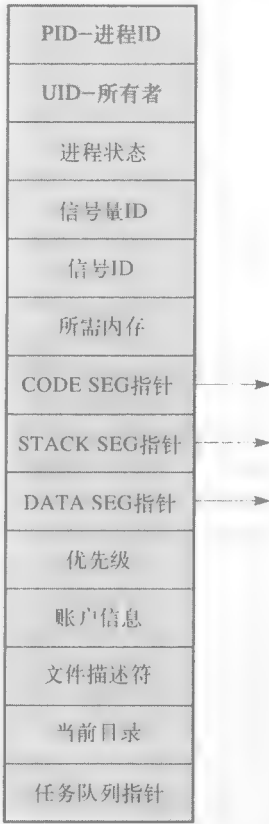 PID-进程ID
UID-所有者
进程状态
信号量ID
信号ID
所需内存
CODE SEG指针
STACK SEG指针
DATA SEG指针
优先级
账户信息
文件描述符
当前目录
任务队列指针